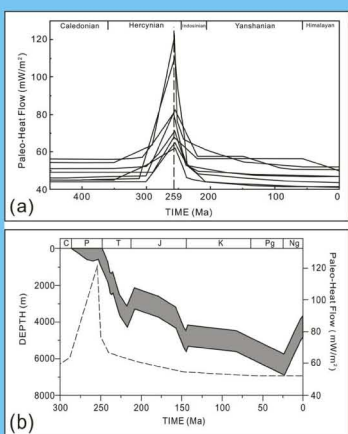 Caledonian Hercynian Indosinian Yanshanian Himalayan
Paleo-Heat Flow (mW/m²)
120
100
80
60
40
400 300 259 200 100 0
TIME (Ma)
(a)
C P T J K Pg Ng
DEPTH (m)
0
2000
4000
6000
8000
Paleo-Heat Flow (mW/m²)
120
100
80
60
40
300 250 200 150 100 50 0
TIME (Ma)
(b)